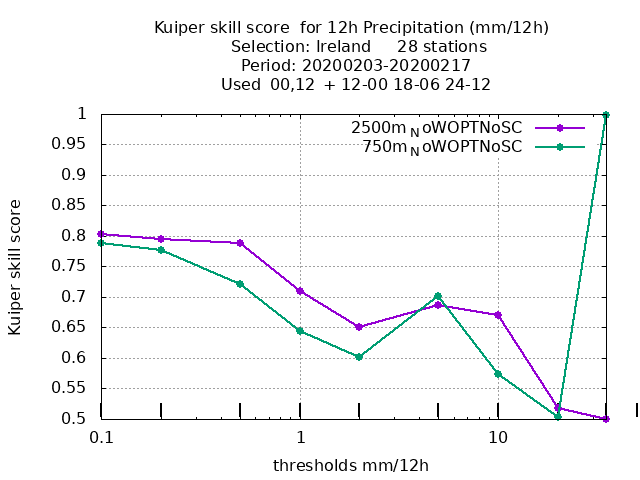 Kuiper skill score  for 12h Precipitation (mm/12h)
Selection: Ireland     28 stations
Period: 20200203-20200217
Used  00,12  + 12-00 18-06 24-12
2500m NoWOPTNoSC
750m NoWOPTNoSC
1
0.95
0.9
0.85
0.8
0.75
0.7
0.65
0.6
0.55
0.5
Kuiper skill score
0.1 1 10
thresholds mm/12h